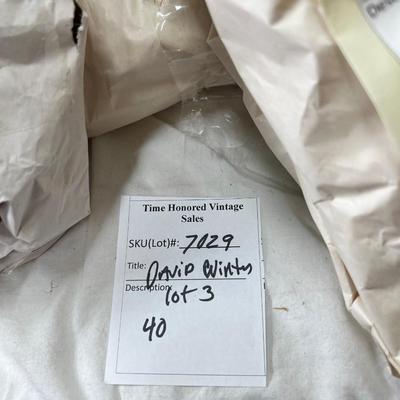 Time Honored Vintage
Sales
SKU(Lot)#: 7029
Title: David Winter
Description: lot 3
40